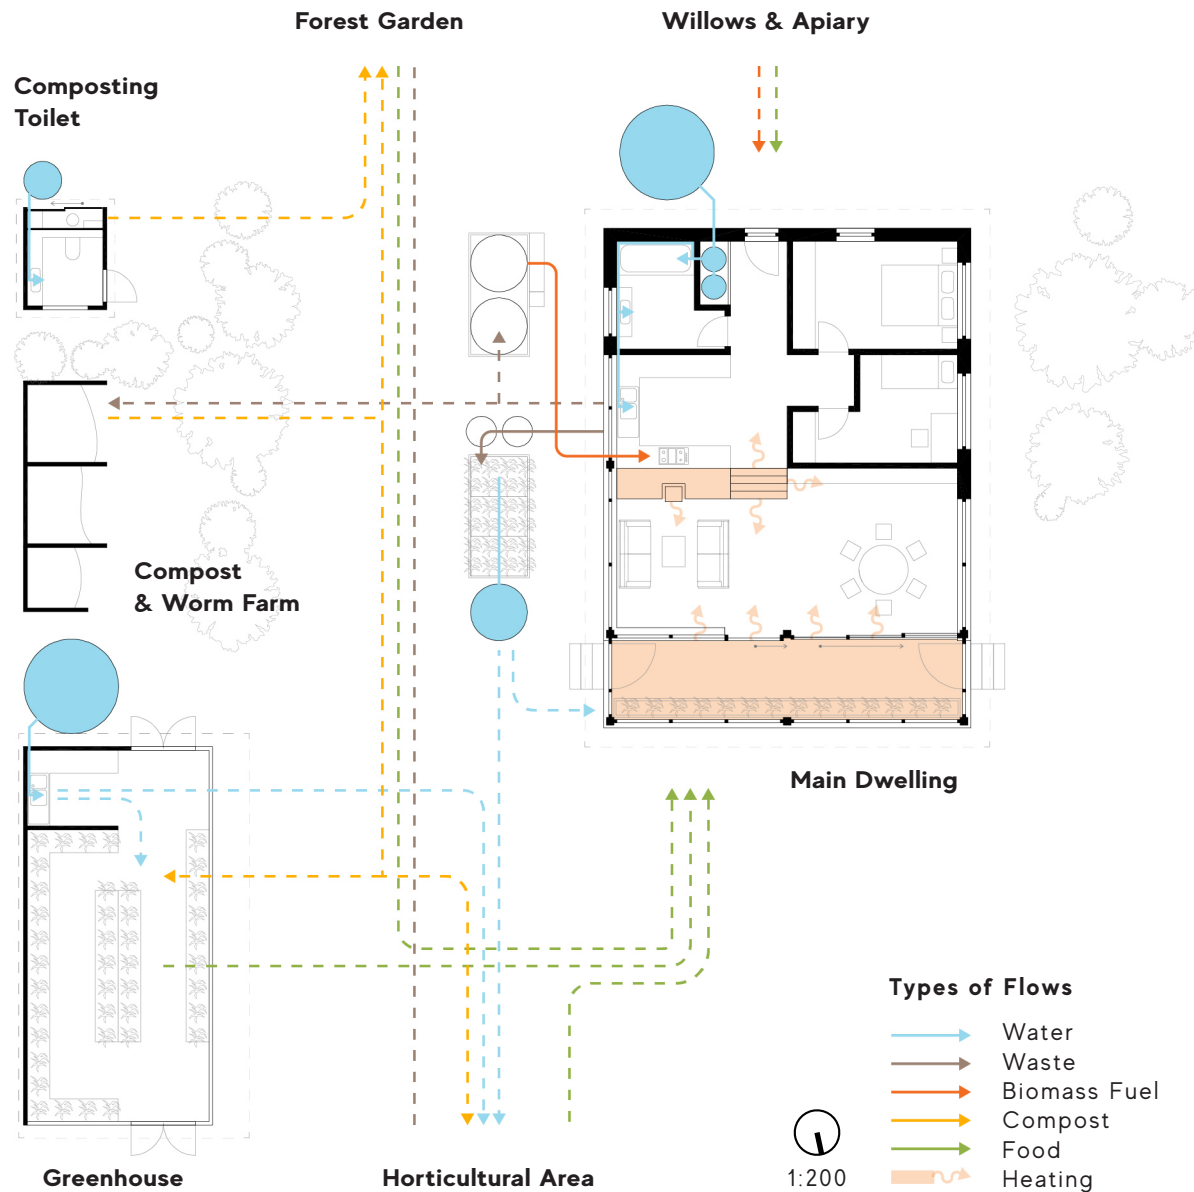 Forest Garden
Willows & Apiary
Composting
Toilet
Compost
& Worm Farm
Main Dwelling
Types of Flows
Water
Waste
Biomass Fuel
Compost
Food
Heating
1:200
Greenhouse
Horticultural Area